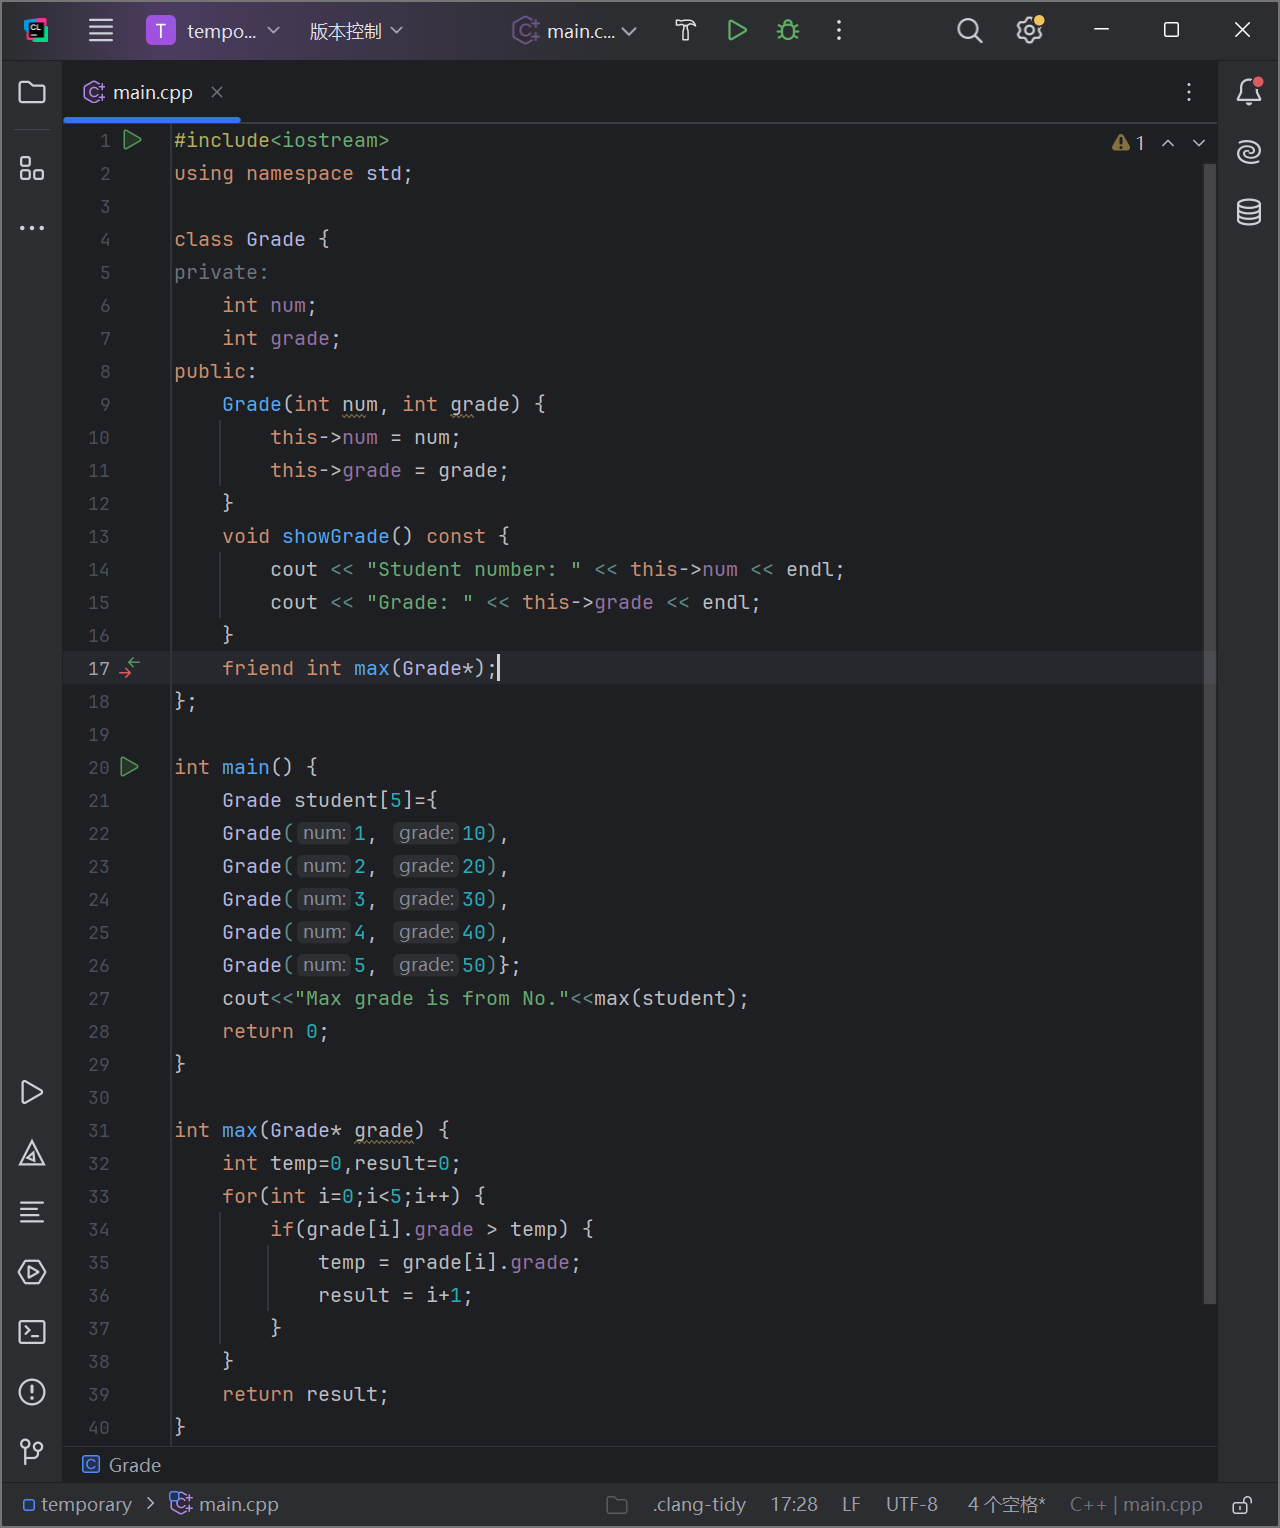 CL T tempo... 版本控制 C++ main.c...
C++ main.cpp
1 #include<iostream> 1
2 using namespace std;
3
4 class Grade {
5 private:
6 int num;
7 int grade;
8 public:
9 Grade(int num, int grade) {
10 this->num = num;
11 this->grade = grade;
12 }
13 void showGrade() const {
14 cout << "Student number: " << this->num << endl;
15 cout << "Grade: " << this->grade << endl;
16 }
17 friend int max(Grade*);
18 };
19
20 int main() {
21 Grade student[5]={
22 Grade( num: 1, grade: 10),
23 Grade( num: 2, grade: 20),
24 Grade( num: 3, grade: 30),
25 Grade( num: 4, grade: 40),
26 Grade( num: 5, grade: 50)};
27 cout<<"Max grade is from No."<<max(student);
28 return 0;
29 }
30
31 int max(Grade* grade) {
32 int temp=0,result=0;
33 for(int i=0;i<5;i++) {
34 if(grade[i].grade > temp) {
35 temp = grade[i].grade;
36 result = i+1;
37 }
38 }
39 return result;
40 }
C Grade
temporary > C++ main.cpp .clang-tidy 17:28 LF UTF-8 4 个空格* C++ | main.cpp